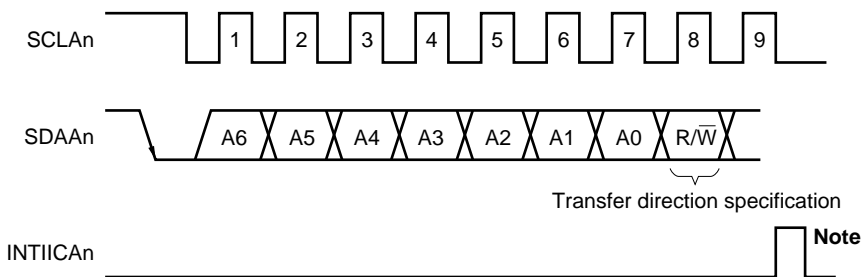 SCLAn 1 2 3 4 5 6 7 8 9
SDAAn A6 A5 A4 A3 A2 A1 A0 R/W̅
Transfer direction specification
INTIICAn Note